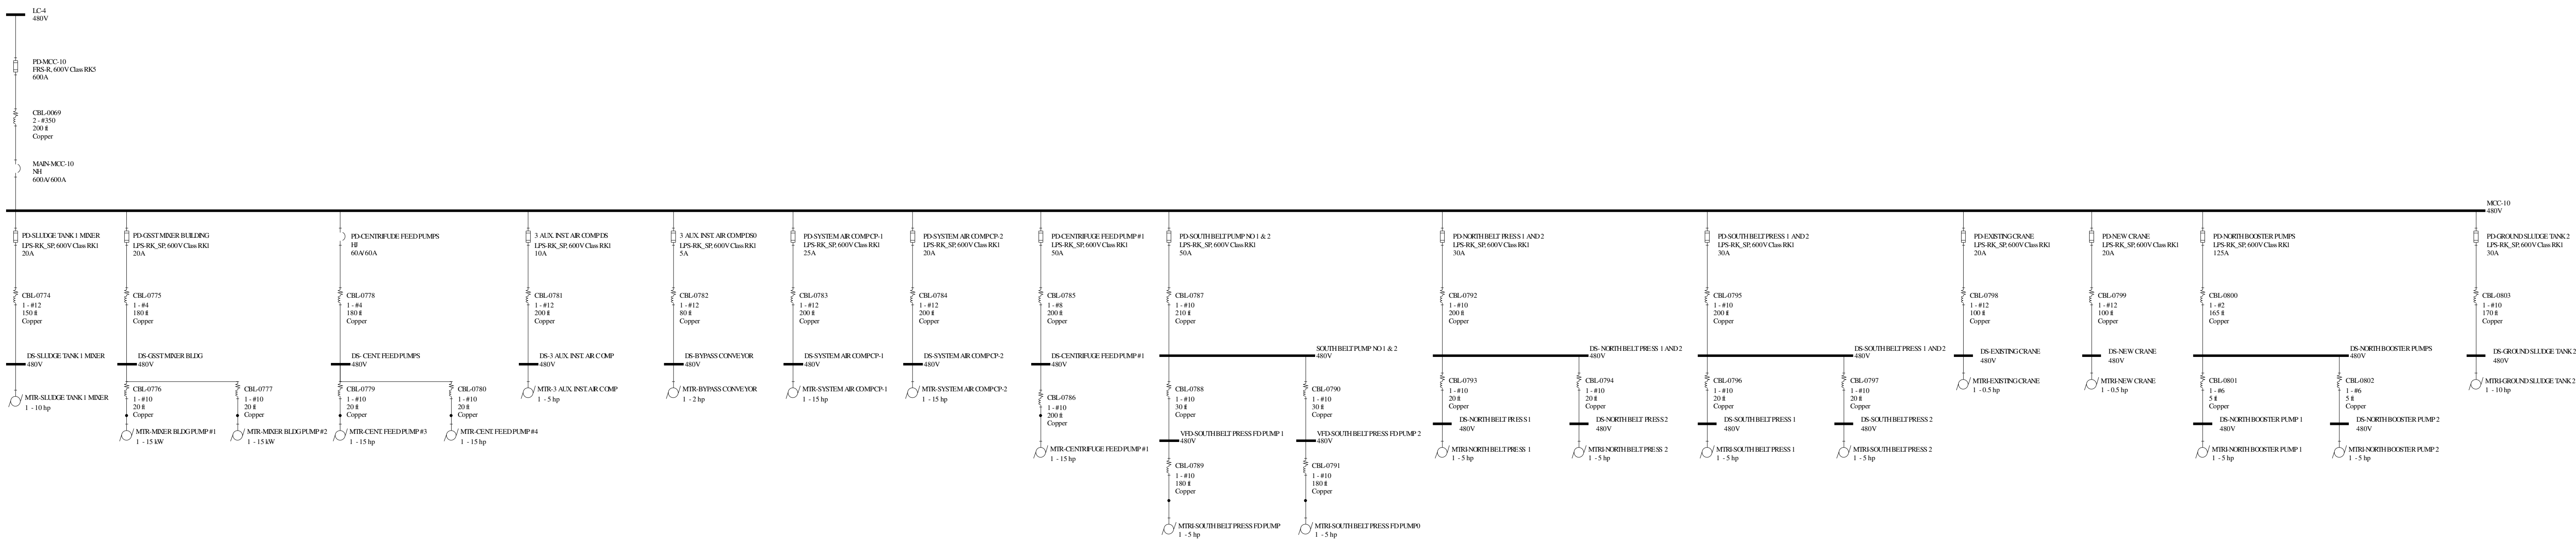 LC-4
480V
PD-MCC-10
FRS-R, 600V Class RK5
600A
CBL-0069
2 - #350
200 ft
Copper
MAIN-MCC-10
NH
600A/600A
MCC-10
480V
PD-SLUDGE TANK 1 MIXER
LPS-RK_SP, 600V Class RK1
20A
CBL-0774
1 - #12
150 ft
Copper
DS-SLUDGE TANK 1 MIXER
480V
MTR-SLUDGE TANK 1 MIXER
1 - 10 hp
PD-GSST MIXER BUILDING
LPS-RK_SP, 600V Class RK1
20A
CBL-0775
1 - #4
180 ft
Copper
DS-GSST MIXER BLDG
480V
CBL-0776
1 - #10
20 ft
Copper
MTR-MIXER BLDG PUMP #1
1 - 15 kW
CBL-0777
1 - #10
20 ft
Copper
MTR-MIXER BLDG PUMP #2
1 - 15 kW
PD-CENTRIFUDE FEED PUMPS
HJ
60A/60A
CBL-0778
1 - #4
180 ft
Copper
DS- CENT. FEED PUMPS
480V
CBL-0779
1 - #10
20 ft
Copper
MTR-CENT. FEED PUMP #3
1 - 15 hp
CBL-0780
1 - #10
20 ft
Copper
MTR-CENT. FEED PUMP #4
1 - 15 hp
3 AUX. INST. AIR COMP DS
LPS-RK_SP, 600V Class RK1
10A
CBL-0781
1 - #12
200 ft
Copper
DS-3 AUX. INST. AIR COMP
480V
MTR-3 AUX. INST. AIR COMP
1 - 5 hp
3 AUX. INST. AIR COMP DS0
LPS-RK_SP, 600V Class RK1
5A
CBL-0782
1 - #12
80 ft
Copper
DS-BYPASS CONVEYOR
480V
MTR-BYPASS CONVEYOR
1 - 2 hp
PD-SYSTEM AIR COMP CP-1
LPS-RK_SP, 600V Class RK1
25A
CBL-0783
1 - #12
200 ft
Copper
DS-SYSTEM AIR COMP CP-1
480V
MTR-SYSTEM AIR COMP CP-1
1 - 15 hp
PD-SYSTEM AIR COMP CP-2
LPS-RK_SP, 600V Class RK1
20A
CBL-0784
1 - #12
200 ft
Copper
DS-SYSTEM AIR COMP CP-2
480V
MTR-SYSTEM AIR COMP CP-2
1 - 15 hp
PD-CENTRIFUGE FEED PUMP #1
LPS-RK_SP, 600V Class RK1
50A
CBL-0785
1 - #8
200 ft
Copper
DS-CENTRIFUGE FEED PUMP #1
480V
CBL-0786
1 - #10
200 ft
Copper
MTR-CENTRIFUGE FEED PUMP #1
1 - 15 hp
PD-SOUTH BELT PUMP NO 1 & 2
LPS-RK_SP, 600V Class RK1
50A
CBL-0787
1 - #10
210 ft
Copper
SOUTH BELT PUMP NO 1 & 2
480V
CBL-0788
1 - #10
30 ft
Copper
VFD-SOUTH BELT PRESS FD PUMP 1
480V
CBL-0789
1 - #10
180 ft
Copper
MTRI-SOUTH BELT PRESS FD PUMP
1 - 5 hp
CBL-0790
1 - #10
30 ft
Copper
VFD-SOUTH BELT PRESS FD PUMP 2
480V
CBL-0791
1 - #10
180 ft
Copper
MTRI-SOUTH BELT PRESS FD PUMP0
1 - 5 hp
PD-NORTH BELT PRESS 1 AND 2
LPS-RK_SP, 600V Class RK1
30A
CBL-0792
1 - #10
200 ft
Copper
DS- NORTH BELT PRESS 1 AND 2
480V
CBL-0793
1 - #10
20 ft
Copper
DS-NORTH BELT PRESS 1
480V
MTRI-NORTH BELT PRESS 1
1 - 5 hp
CBL-0794
1 - #10
20 ft
Copper
DS-NORTH BELT PRESS 2
480V
MTRI-NORTH BELT PRESS 2
1 - 5 hp
PD-SOUTH BELT PRESS 1 AND 2
LPS-RK_SP, 600V Class RK1
30A
CBL-0795
1 - #10
200 ft
Copper
DS-SOUTH BELT PRESS 1 AND 2
480V
CBL-0796
1 - #10
20 ft
Copper
DS-SOUTH BELT PRESS 1
480V
MTRI-SOUTH BELT PRESS 1
1 - 5 hp
CBL-0797
1 - #10
20 ft
Copper
DS-SOUTH BELT PRESS 2
480V
MTRI-SOUTH BELT PRESS 2
1 - 5 hp
PD-EXISTING CRANE
LPS-RK_SP, 600V Class RK1
20A
CBL-0798
1 - #12
100 ft
Copper
DS-EXISTING CRANE
480V
MTRI-EXISTING CRANE
1 - 0.5 hp
PD-NEW CRANE
LPS-RK_SP, 600V Class RK1
20A
CBL-0799
1 - #12
100 ft
Copper
DS-NEW CRANE
480V
MTRI-NEW CRANE
1 - 0.5 hp
PD-NORTH BOOSTER PUMPS
LPS-RK_SP, 600V Class RK1
125A
CBL-0800
1 - #2
165 ft
Copper
DS-NORTH BOOSTER PUMPS
480V
CBL-0801
1 - #6
5 ft
Copper
DS-NORTH BOOSTER PUMP 1
480V
MTRI-NORTH BOOSTER PUMP 1
1 - 5 hp
CBL-0802
1 - #6
5 ft
Copper
DS-NORTH BOOSTER PUMP 2
480V
MTRI-NORTH BOOSTER PUMP 2
1 - 5 hp
PD-GROUND SLUDGE TANK 2
LPS-RK_SP, 600V Class RK1
30A
CBL-0803
1 - #10
170 ft
Copper
DS-GROUND SLUDGE TANK 2
480V
MTRI-GROUND SLUDGE TANK 2
1 - 10 hp